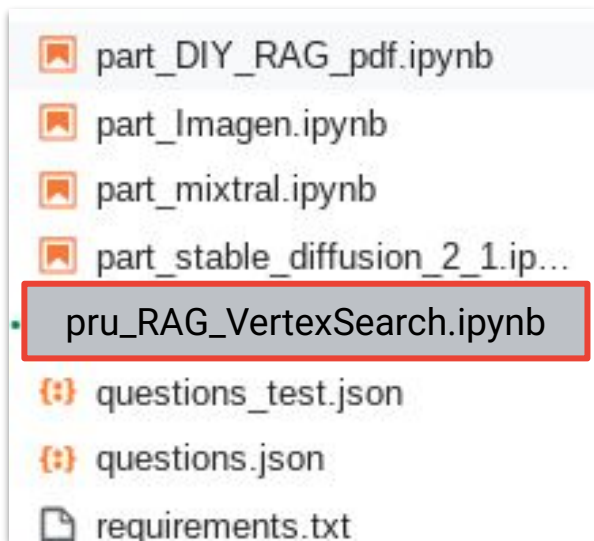 part_DIY_RAG_pdf.ipynb
part_Imagen.ipynb
part_mixtral.ipynb
part_stable_diffusion_2_1.ip...
pru_RAG_VertexSearch.ipynb
questions_test.json
questions.json
requirements.txt